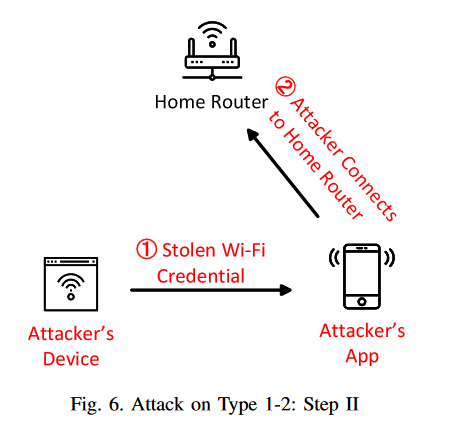 Home Router
② Attacker Connects
to Home Router
① Stolen Wi-Fi
Credential
Attacker's
Device
Attacker's
App
Fig. 6. Attack on Type 1-2: Step II